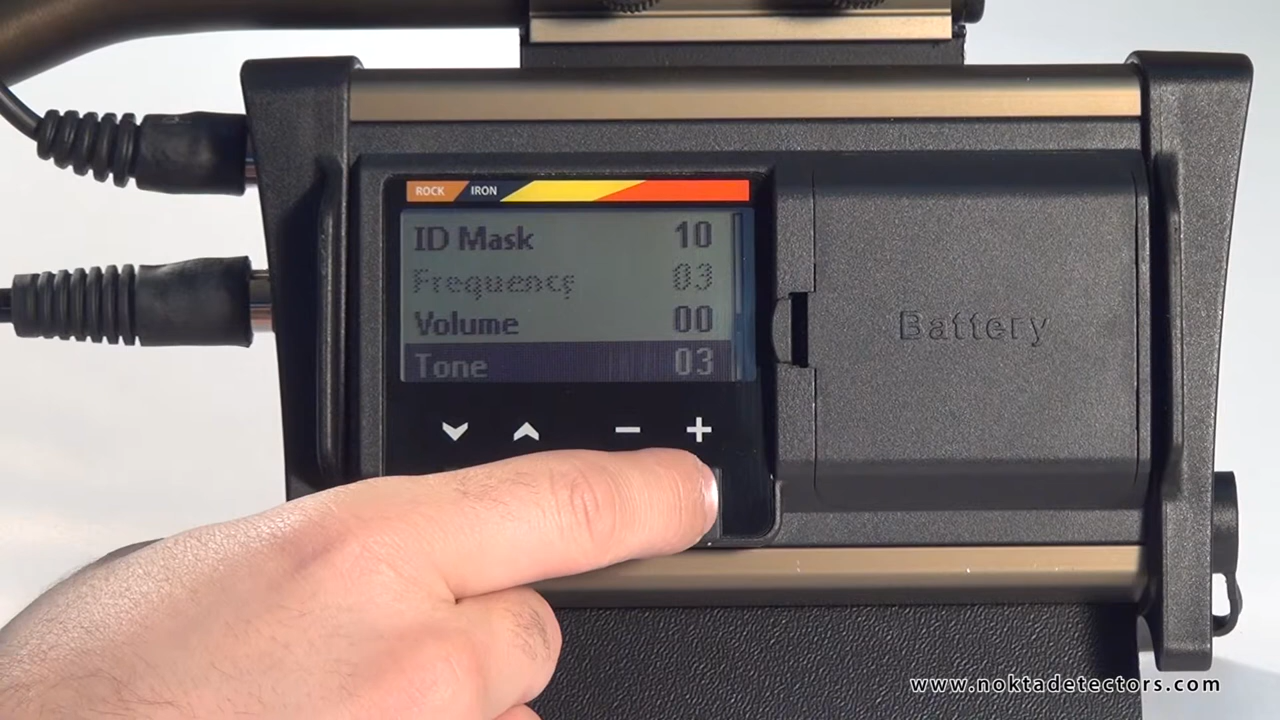 ROCK IRON
ID Mask 10
Frequency 03
Volume 00
Tone 03
Battery
www.noktadetectors.com